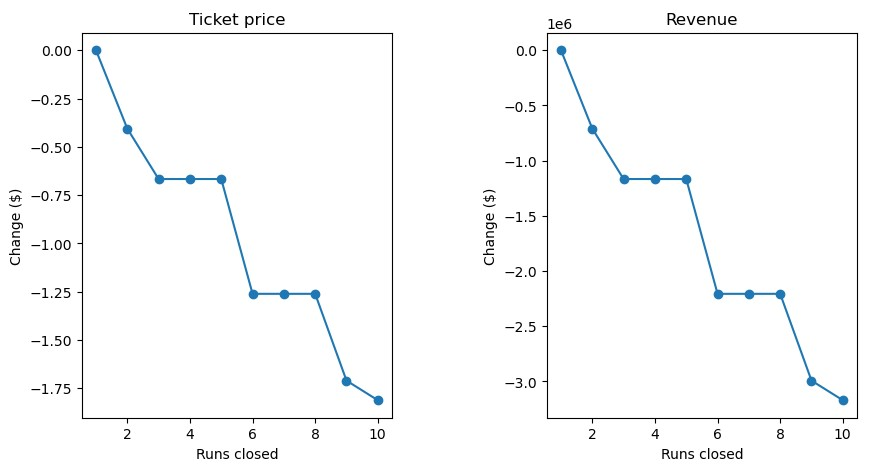 Ticket price
0.00
−0.25
−0.50
−0.75
−1.00
−1.25
−1.50
−1.75
Change ($)
2 4 6 8 10
Runs closed
Revenue
1e6
0.0
−0.5
−1.0
−1.5
−2.0
−2.5
−3.0
Change ($)
2 4 6 8 10
Runs closed